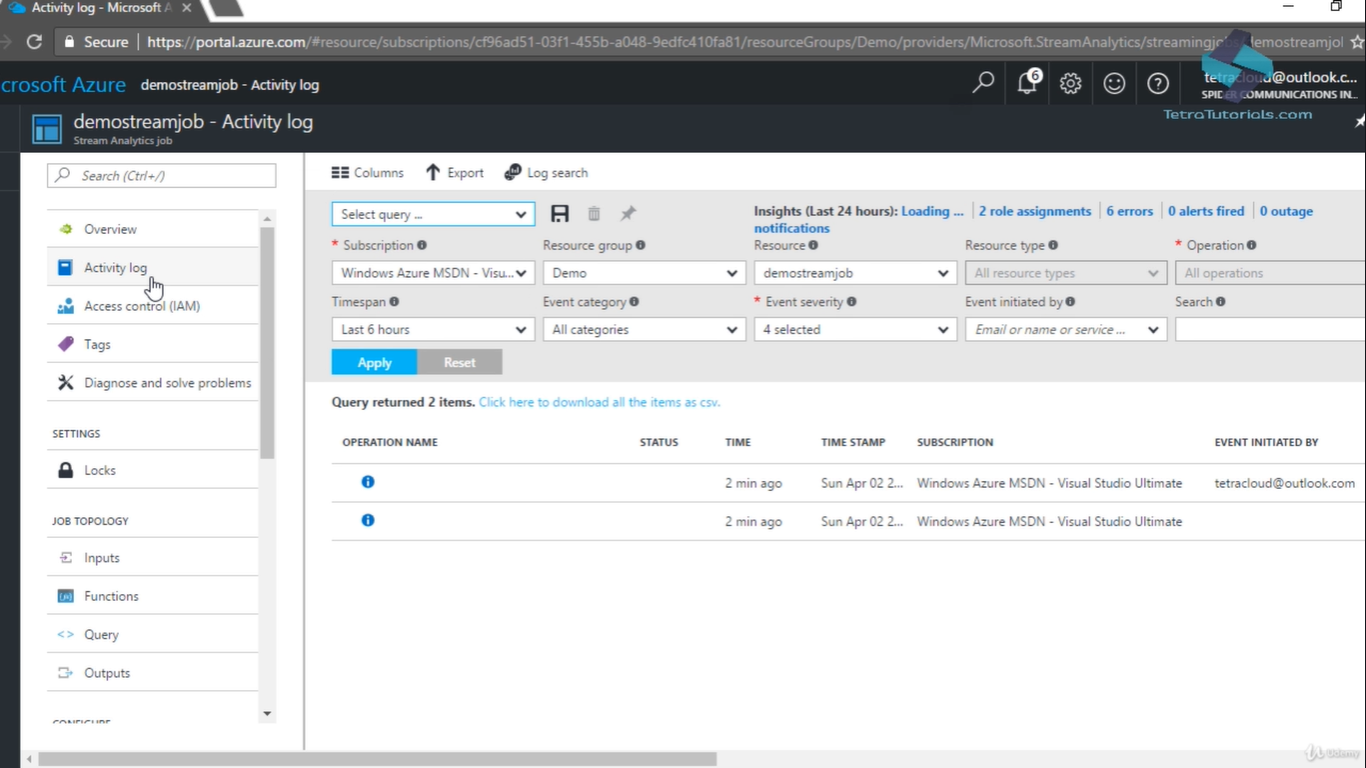 Activity log - Microsoft A
Secure https://portal.azure.com/#resource/subscriptions/cf96ad51-03f1-455b-a048-9edfc410fa81/resourceGroups/Demo/providers/Microsoft.StreamAnalytics/streamingjobs/demostreamjol
crosoft Azure demostreamjob - Activity log 6 tetracloud@outlook.c...
SPIDER COMMUNICATIONS IN...
TetraTutorials.com
demostreamjob - Activity log
Stream Analytics job
Search (Ctrl+/)
Overview
Activity log
Access control (IAM)
Tags
Diagnose and solve problems
SETTINGS
Locks
JOB TOPOLOGY
Inputs
Functions
Query
Outputs
CONFIGURE
Columns Export Log search
Select query ... Insights (Last 24 hours): Loading ... 2 role assignments 6 errors 0 alerts fired 0 outage
notifications
* Subscription Resource group Resource Resource type * Operation
Windows Azure MSDN - Visu... Demo demostreamjob All resource types All operations
Timespan Event category * Event severity Event initiated by Search
Last 6 hours All categories 4 selected Email or name or service ...
Apply Reset
Query returned 2 items. Click here to download all the items as csv.
OPERATION NAME STATUS TIME TIME STAMP SUBSCRIPTION EVENT INITIATED BY
2 min ago Sun Apr 02 2... Windows Azure MSDN - Visual Studio Ultimate tetracloud@outlook.com
2 min ago Sun Apr 02 2... Windows Azure MSDN - Visual Studio Ultimate
Udemy